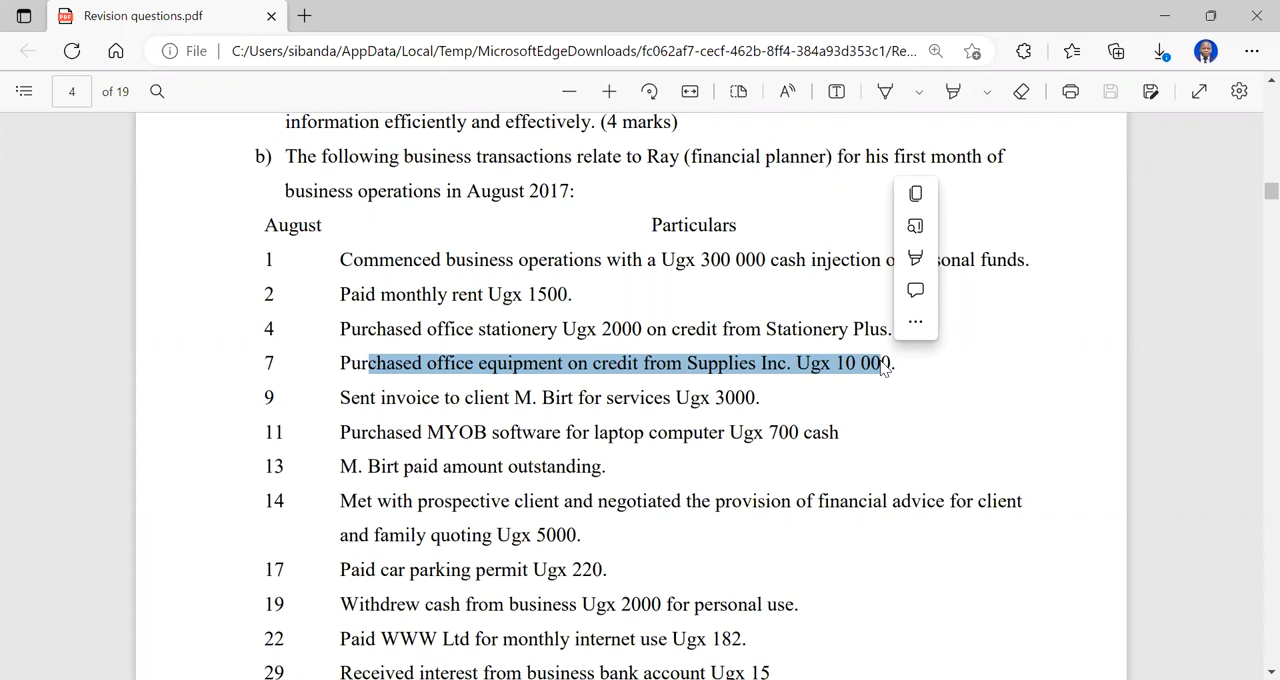 Revision questions.pdf
File
C:/Users/sibanda/AppData/Local/Temp/MicrosoftEdgeDownloads/fc062af7-cecf-462b-8ff4-384a93d353c1/Re...
4 of 19
information efficiently and effectively. (4 marks)
b) The following business transactions relate to Ray (financial planner) for his first month of
business operations in August 2017:
August Particulars
1 Commenced business operations with a Ugx 300 000 cash injection o sonal funds.
2 Paid monthly rent Ugx 1500.
4 Purchased office stationery Ugx 2000 on credit from Stationery Plus.
7 Purchased office equipment on credit from Supplies Inc. Ugx 10 000.
9 Sent invoice to client M. Birt for services Ugx 3000.
11 Purchased MYOB software for laptop computer Ugx 700 cash
13 M. Birt paid amount outstanding.
14 Met with prospective client and negotiated the provision of financial advice for client
and family quoting Ugx 5000.
17 Paid car parking permit Ugx 220.
19 Withdrew cash from business Ugx 2000 for personal use.
22 Paid WWW Ltd for monthly internet use Ugx 182.
29 Received interest from business bank account Ugx 15